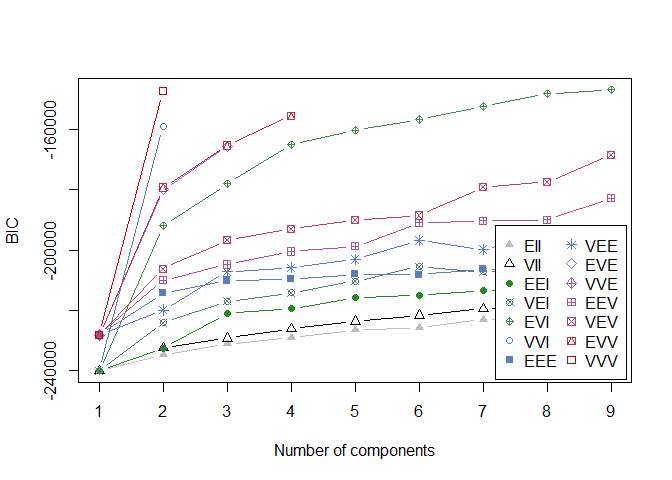 -160000
-200000
-240000
BIC
1 2 3 4 5 6 7 8 9
Number of components
EII
VII
EEI
VEI
EVI
VVI
EEE
VEE
EVE
VVE
EEV
VEV
EVV
VVV